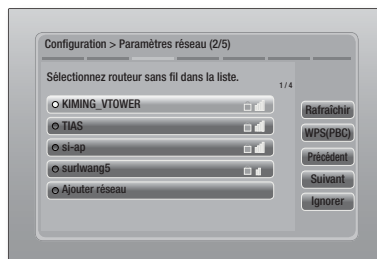 Configuration > Paramètres réseau (2/5)
Sélectionnez routeur sans fil dans la liste.
1/4
KIMING_VTOWER
TIAS
si-ap
surlwang5
Ajouter réseau
Rafraîchir
WPS(PBC)
Précédent
Suivant
Ignorer